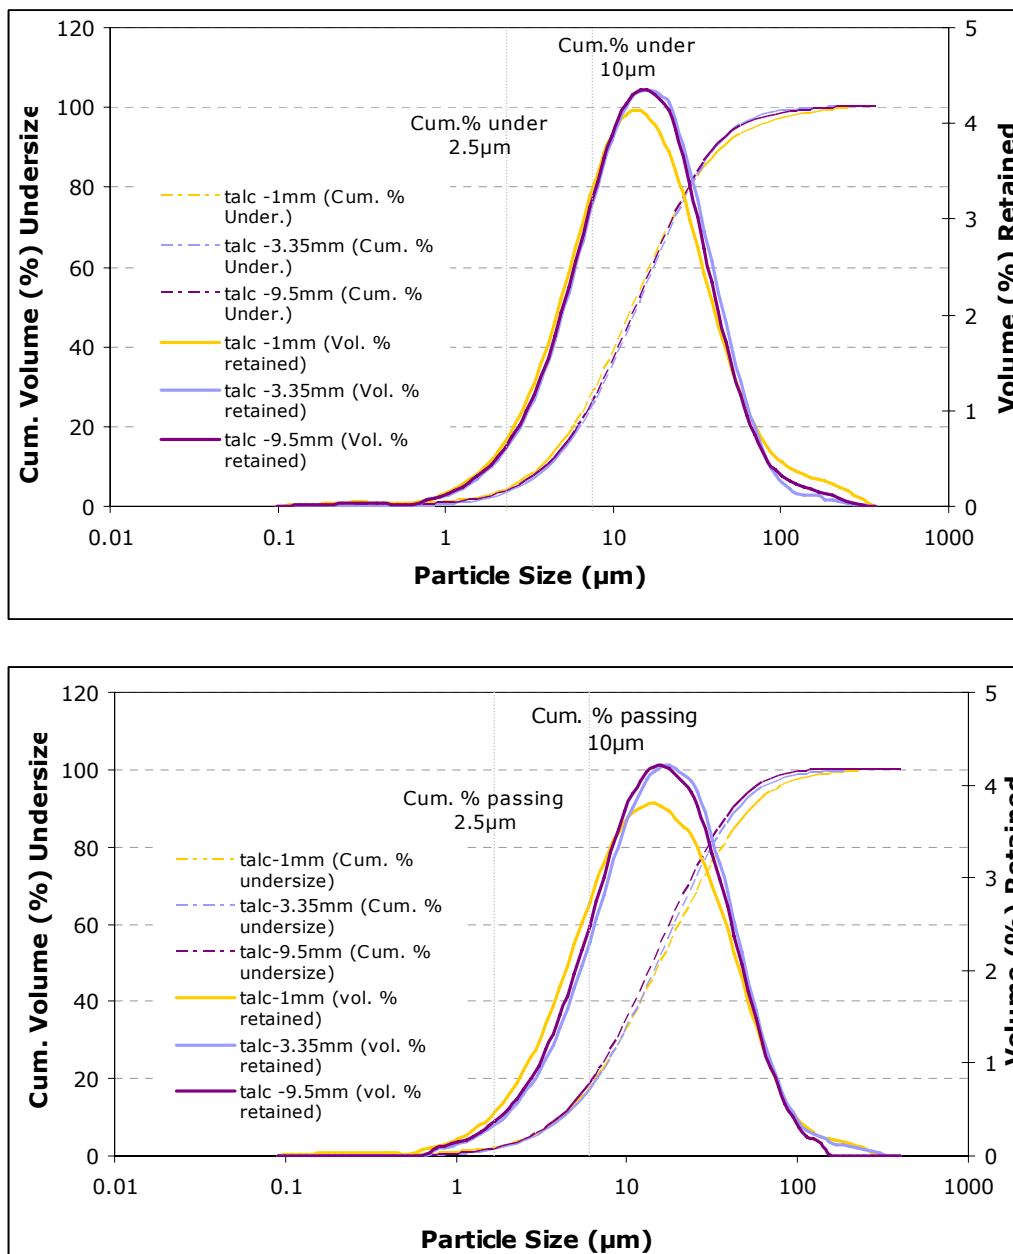 120
100
80
60
40
20
0
5
4
3
2
1
0
Cum. Volume (%) Undersize
Volume (%) Retained
Cum.% under
10µm
Cum.% under
2.5µm
talc -1mm (Cum. %
Under.)
talc -3.35mm (Cum. %
Under.)
talc -9.5mm (Cum. %
Under.)
talc -1mm (Vol. %
retained)
talc -3.35mm (Vol. %
retained)
talc -9.5mm (Vol. %
retained)
0.01 0.1 1 10 100 1000
Particle Size (µm)
120
100
80
60
40
20
0
5
4
3
2
1
0
Cum. Volume (%) Undersize
Volume (%) Retained
Cum. % passing
10µm
Cum. % passing
2.5µm
talc-1mm (Cum. %
undersize)
talc-3.35mm (Cum. %
undersize)
talc-9.5mm (Cum. %
undersize)
talc-1mm (vol. %
retained)
talc-3.35mm (vol. %
retained)
talc -9.5mm (vol. %
retained)
0.01 0.1 1 10 100 1000
Particle Size (µm)